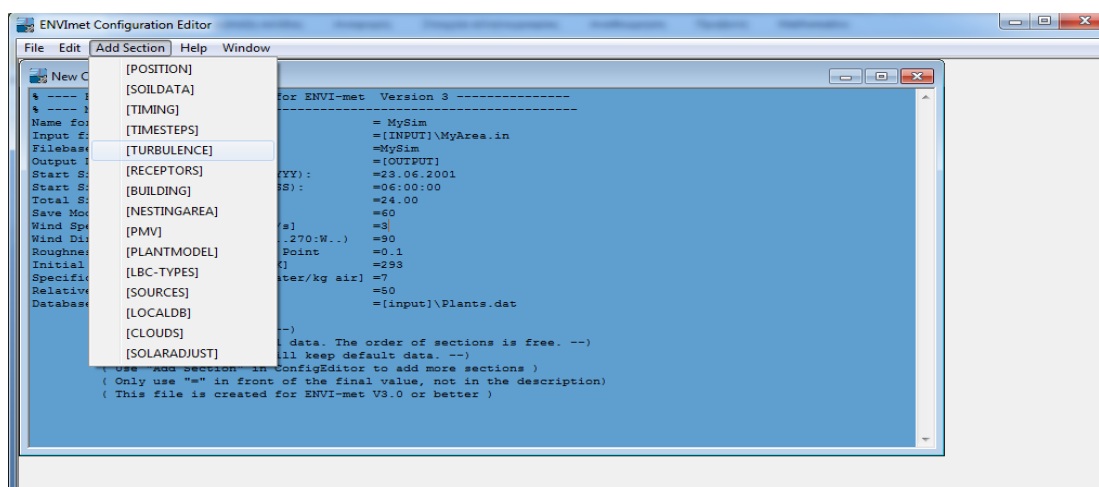 ENVImet Configuration Editor
File Edit Add Section Help Window
New C
[POSITION]
[SOILDATA]
[TIMING]
[TIMESTEPS]
[TURBULENCE]
[RECEPTORS]
[BUILDING]
[NESTINGAREA]
[PMV]
[PLANTMODEL]
[LBC-TYPES]
[SOURCES]
[LOCALDB]
[CLOUDS]
[SOLARADJUST]
% ---- for ENVI-met Version 3 ---------------
% ---- ---------------------------------------
Name fo = MySim
Input f =[INPUT]\MyArea.in
Filebase =MySim
Output =[OUTPUT]
Start S YYY): =23.06.2001
Start S SS): =06:00:00
Total S =24.00
Save Mod =60
Wind Spe /s] =3
Wind Di ..270:W..) =90
Roughnes Point =0.1
Initial K] =293
Specific ater/kg air] =7
Relative =50
Database =[input]\Plants.dat
--)
l data. The order of sections is free. --)
ill keep default data. --)
( Use "Add Section" in ConfigEditor to add more sections )
( Only use "=" in front of the final value, not in the description)
( This file is created for ENVI-met V3.0 or better )